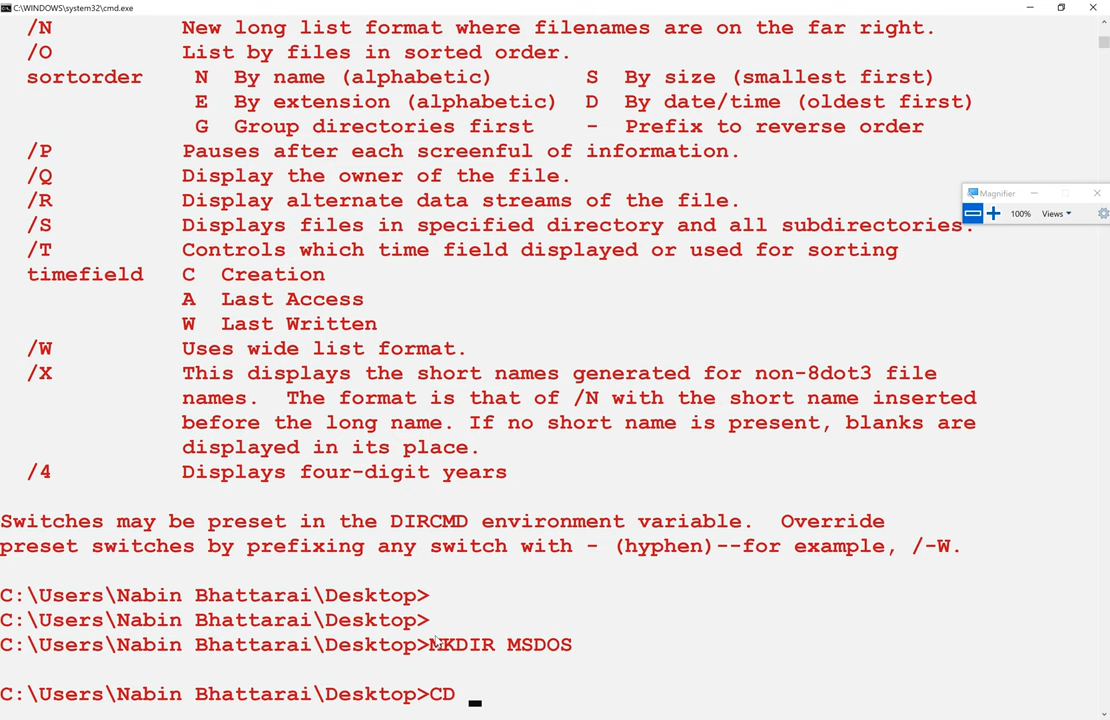 C:\WINDOWS\system32\cmd.exe
/N New long list format where filenames are on the far right.
/O List by files in sorted order.
sortorder N By name (alphabetic) S By size (smallest first)
E By extension (alphabetic) D By date/time (oldest first)
G Group directories first - Prefix to reverse order
/P Pauses after each screenful of information.
/Q Display the owner of the file.
/R Display alternate data streams of the file.
/S Displays files in specified directory and all subdirectories.
/T Controls which time field displayed or used for sorting
timefield C Creation
A Last Access
W Last Written
/W Uses wide list format.
/X This displays the short names generated for non-8dot3 file
names. The format is that of /N with the short name inserted
before the long name. If no short name is present, blanks are
displayed in its place.
/4 Displays four-digit years
Switches may be preset in the DIRCMD environment variable. Override
preset switches by prefixing any switch with - (hyphen)--for example, /-W.
C:\Users\Nabin Bhattarai\Desktop>
C:\Users\Nabin Bhattarai\Desktop>
C:\Users\Nabin Bhattarai\Desktop>MKDIR MSDOS
C:\Users\Nabin Bhattarai\Desktop>CD
Magnifier
100% Views